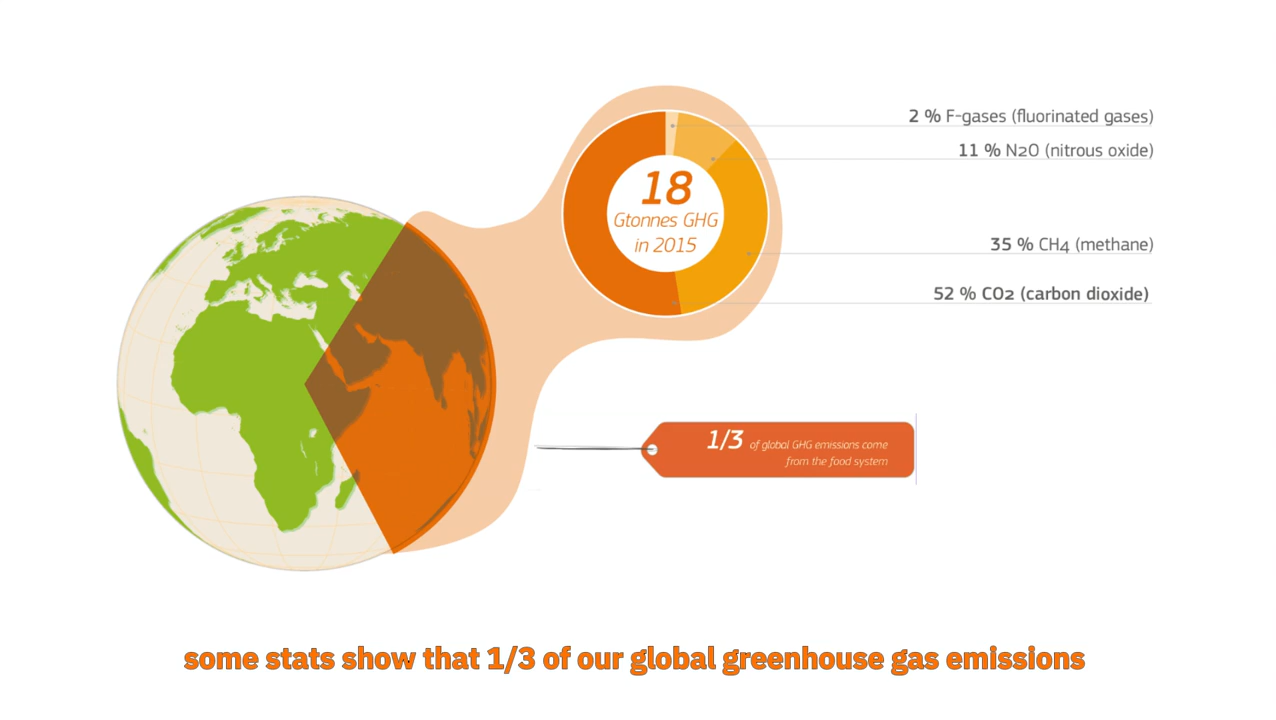 2 % F-gases (fluorinated gases)
11 % N2O (nitrous oxide)
18
Gtonnes GHG
in 2015
35 % CH4 (methane)
52 % CO2 (carbon dioxide)
1/3 of global GHG emissions come
from the food system
some stats show that 1/3 of our global greenhouse gas emissions